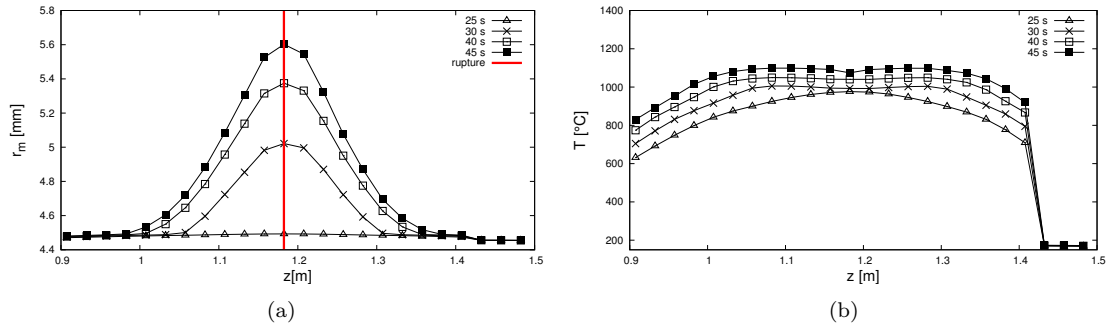 5.8
5.6
5.4
5.2
5
4.8
4.6
4.4
0.9 1 1.1 1.2 1.3 1.4 1.5
r_m [mm]
z[m]
25 s
30 s
40 s
45 s
rupture
(a)
1400
1200
1000
800
600
400
200
0.9 1 1.1 1.2 1.3 1.4 1.5
T [°C]
z [m]
25 s
30 s
40 s
45 s
(b)